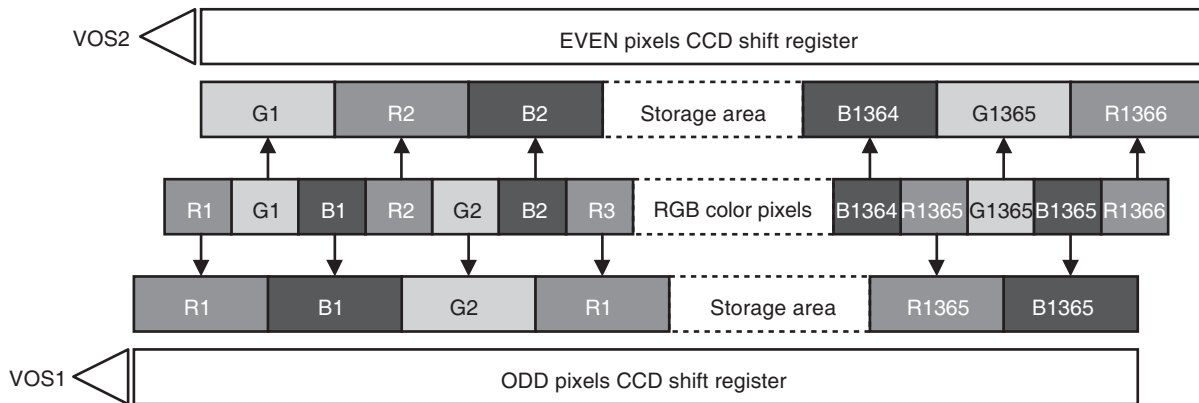 VOS2
EVEN pixels CCD shift register
G1 R2 B2 Storage area B1364 G1365 R1366
R1 G1 B1 R2 G2 B2 R3 RGB color pixels B1364 R1365 G1365 B1365 R1366
R1 B1 G2 R1 Storage area R1365 B1365
VOS1
ODD pixels CCD shift register